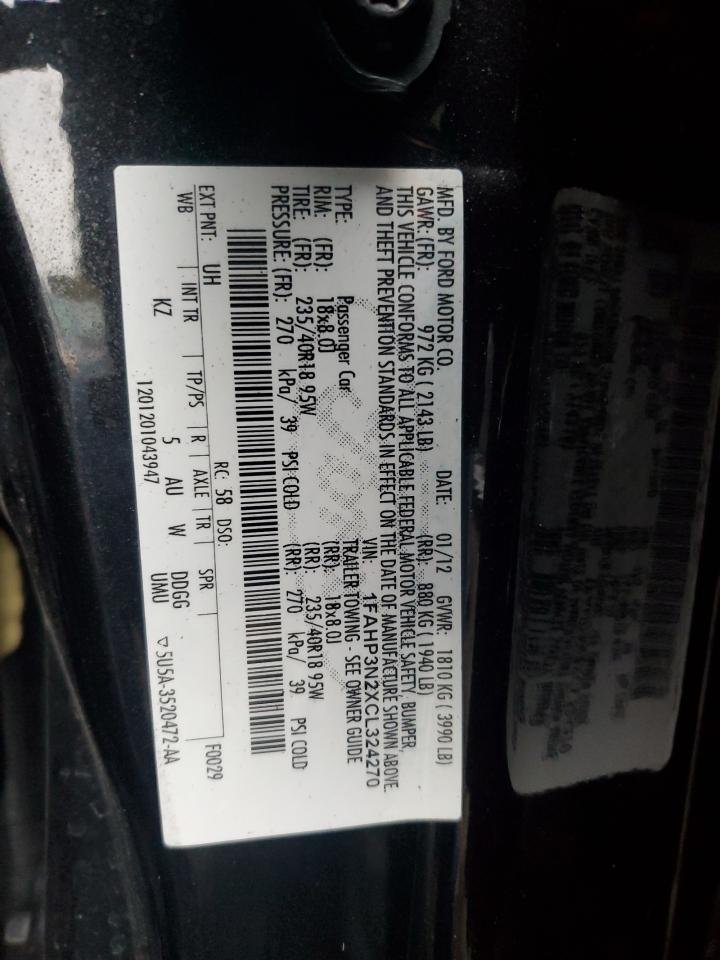 MFD. BY FORD MOTOR CO. DATE: 01/12 GVWR: 1810 KG ( 3990 LB)
GAWR: (FR): 972 KG ( 2143 LB) (RR): 880 KG ( 1940 LB)
THIS VEHICLE CONFORMS TO ALL APPLICABLE FEDERAL MOTOR VEHICLE SAFETY, BUMPER,
AND THEFT PREVENTION STANDARDS IN EFFECT ON THE DATE OF MANUFACTURE SHOWN ABOVE.
VIN: 1FAHP3N2XCL324270
TYPE: Passenger Car TRAILER TOWING - SEE OWNER GUIDE
RIM: (FR): 18x8.0J (RR): 18x8.0J
TIRE: (FR): 235/40R18 95W (RR): 235/40R18 95W
PRESSURE: (FR): 270 kPa/ 39 PSI COLD (RR): 270 kPa/ 39 PSI COLD
F0029
EXT PNT: UH RC: 58 DSO:
WB INT TR TP/PS R AXLE TR SPR
KZ 5 AU W DDGG
UMU
1201201043947 ▽ 5U5A-3520472-AA